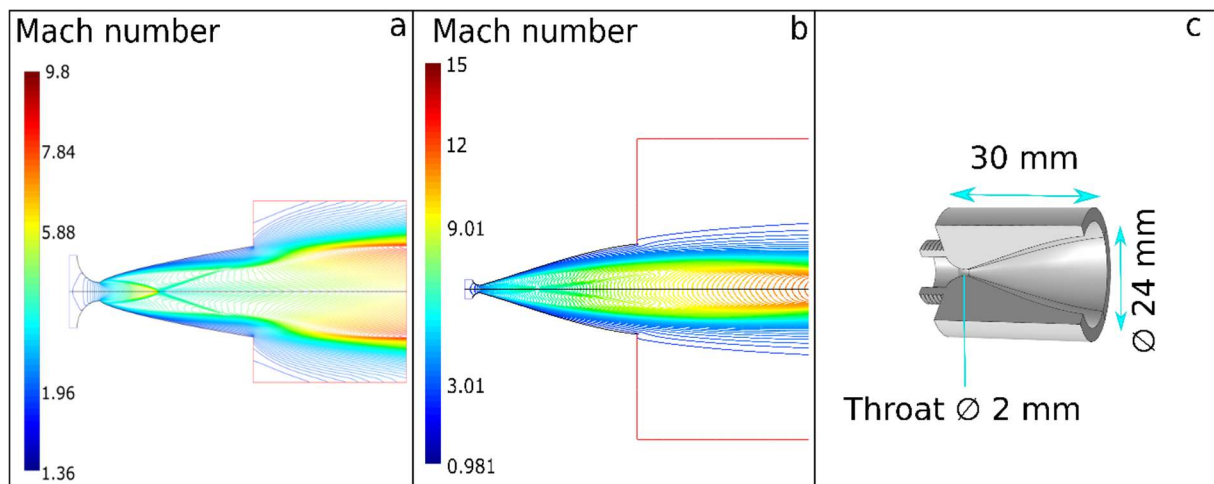 Mach number
a
9.8
7.84
5.88
1.96
1.36
Mach number
b
15
12
9.01
3.01
0.981
c
30 mm
Ø 24 mm
Throat Ø 2 mm